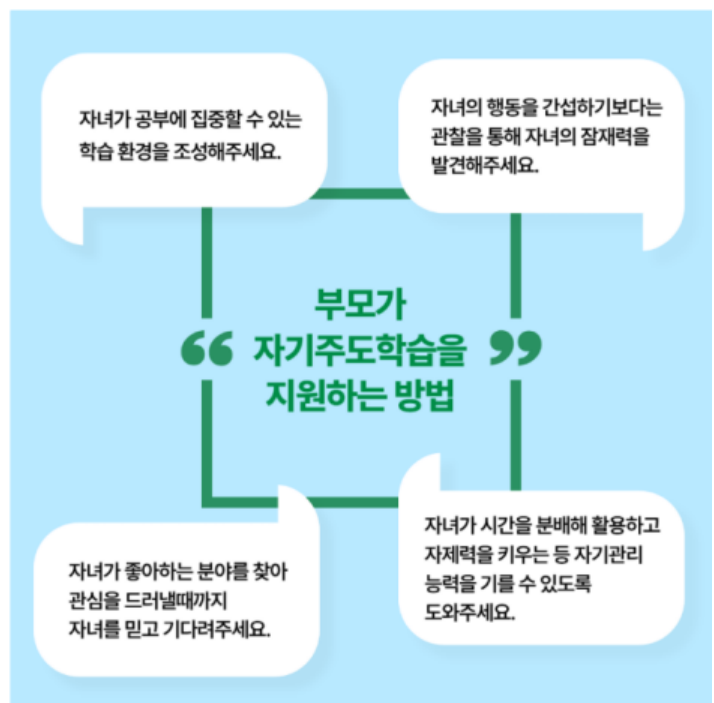 자녀가 공부에 집중할 수 있는
학습 환경을 조성해주세요.
자녀의 행동을 간섭하기보다는
관찰을 통해 자녀의 잠재력을
발견해주세요.
부모가
“ 자기주도학습을 ”
지원하는 방법
자녀가 좋아하는 분야를 찾아
관심을 드러낼때까지
자녀를 믿고 기다려주세요.
자녀가 시간을 분배해 활용하고
자제력을 키우는 등 자기관리
능력을 기를 수 있도록
도와주세요.